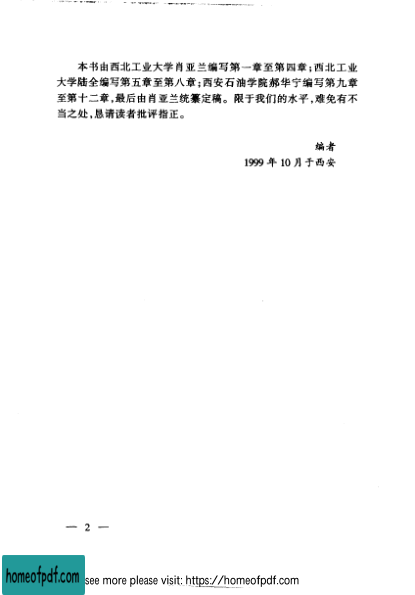 本书由西北工业大学肖亚兰编写第一章至第四章;西北工业
大学陆全编写第五章至第八章;西安石油学院郝华宁编写第九章
至第十二章,最后由肖亚兰统纂定稿。限于我们的水平,难免有不
当之处,恳请读者批评指正。
编者
1999 年 10 月于西安
— 2 —
homeofpdf.com
see more please visit: https://homeofpdf.com